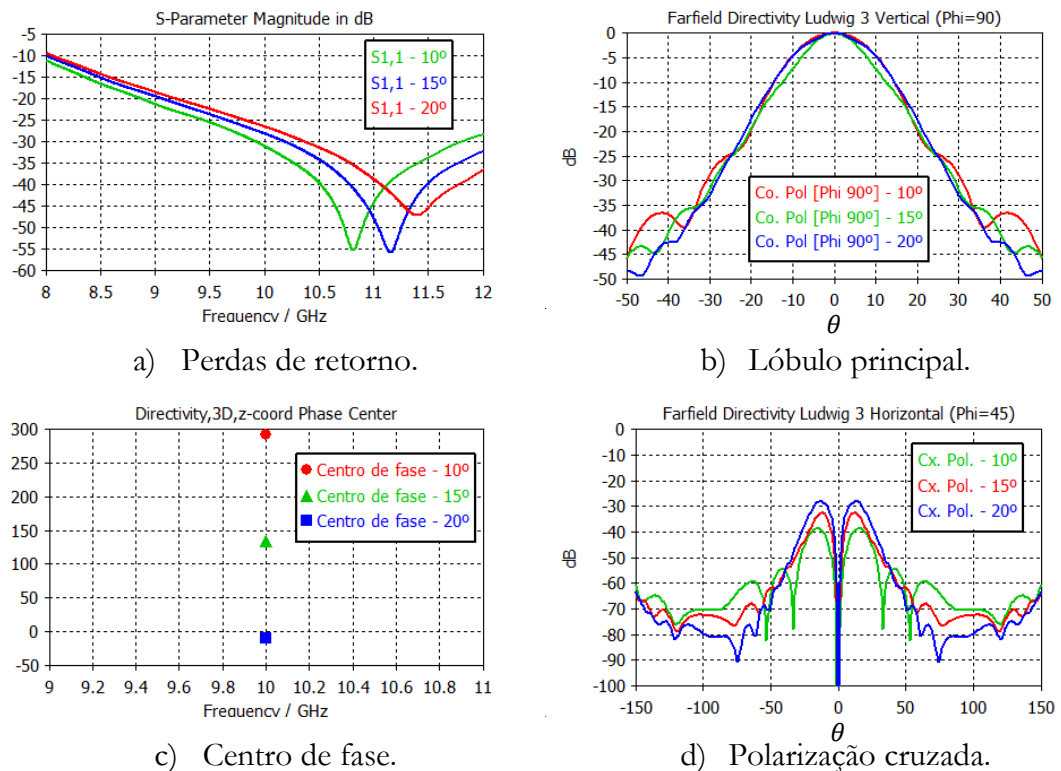 S-Parameter Magnitude in dB
-5
-10
-15
-20
-25
-30
-35
-40
-45
-50
-55
-60
S1,1 - 10º
S1,1 - 15º
S1,1 - 20º
8 8.5 9 9.5 10 10.5 11 11.5 12
Frequency / GHz
a) Perdas de retorno.
Farfield Directivity Ludwig 3 Vertical (Phi=90)
dB
0
-5
-10
-15
-20
-25
-30
-35
-40
-45
-50
Co. Pol [Phi 90º] - 10º
Co. Pol [Phi 90º] - 15º
Co. Pol [Phi 90º] - 20º
-50 -40 -30 -20 -10 0 10 20 30 40 50
θ
b) Lóbulo principal.
Directivity,3D,z-coord Phase Center
300
250
200
150
100
50
0
-50
Centro de fase - 10º
Centro de fase - 15º
Centro de fase - 20º
9 9.2 9.4 9.6 9.8 10 10.2 10.4 10.6 10.8 11
Frequency / GHz
c) Centro de fase.
Farfield Directivity Ludwig 3 Horizontal (Phi=45)
dB
0
-10
-20
-30
-40
-50
-60
-70
-80
-90
-100
Cx. Pol. - 10º
Cx. Pol. - 15º
Cx. Pol. - 20º
-150 -100 -50 0 50 100 150
θ
d) Polarização cruzada.